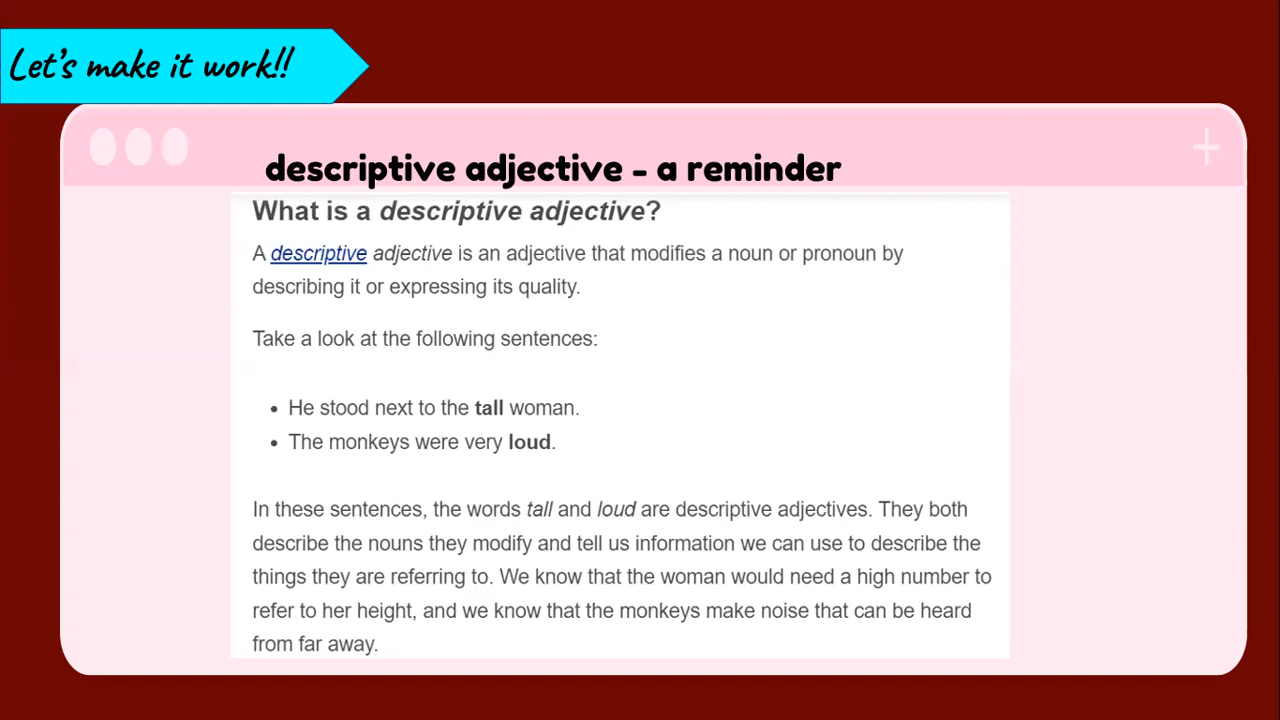 Let's make it work!!
descriptive adjective - a reminder
What is a descriptive adjective?
A descriptive adjective is an adjective that modifies a noun or pronoun by
describing it or expressing its quality.
Take a look at the following sentences:
• He stood next to the tall woman.
• The monkeys were very loud.
In these sentences, the words tall and loud are descriptive adjectives. They both
describe the nouns they modify and tell us information we can use to describe the
things they are referring to. We know that the woman would need a high number to
refer to her height, and we know that the monkeys make noise that can be heard
from far away.